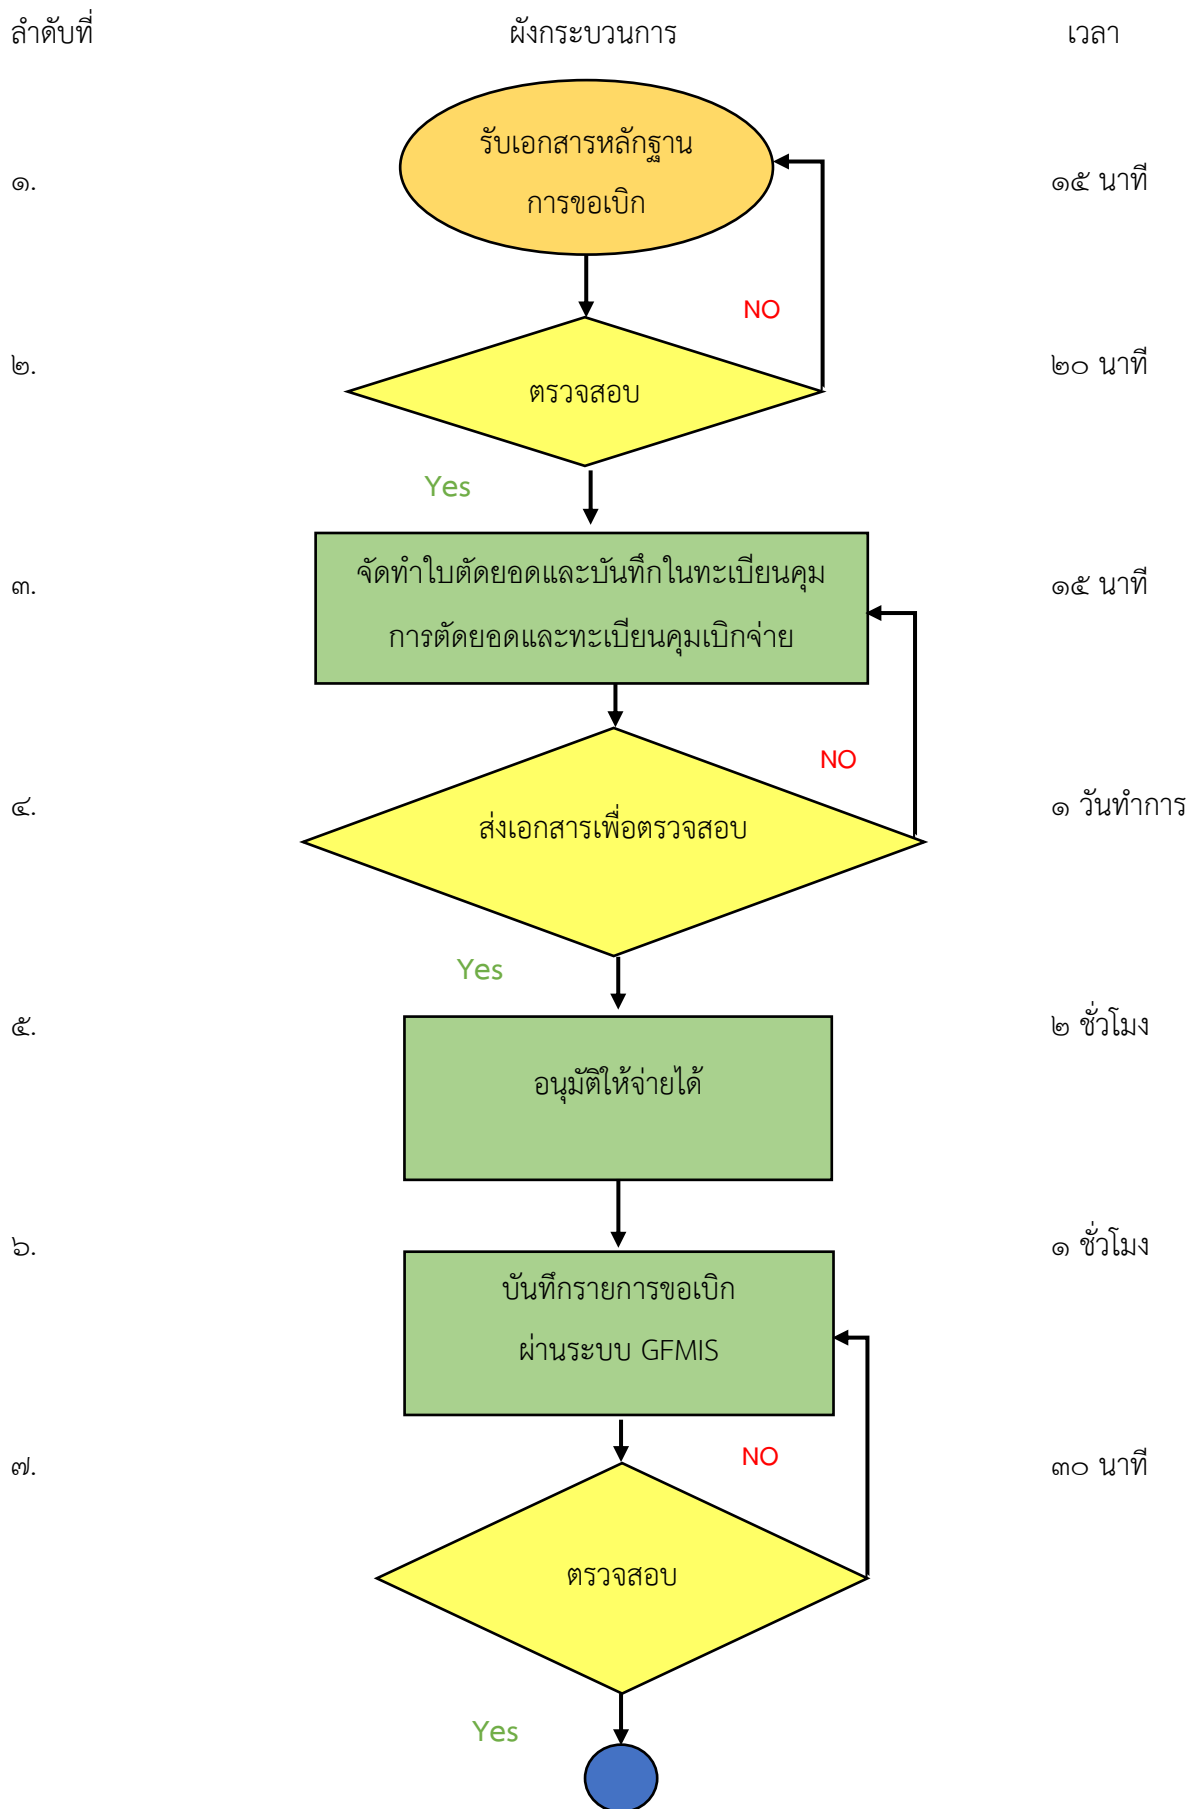 ลำดับที่ ผังกระบวนการ เวลา
รับเอกสารหลักฐาน
การขอเบิก
๑. ๑๕ นาที
NO
๒. ตรวจสอบ ๒๐ นาที
Yes
จัดทำใบตัดยอดและบันทึกในทะเบียนคุม
๓. ๑๕ นาที
การตัดยอดและทะเบียนคุมเบิกจ่าย
NO
๔. ส่งเอกสารเพื่อตรวจสอบ ๑ วันทำการ
Yes
๕. ๒ ชั่วโมง
อนุมัติให้จ่ายได้
๖. ๑ ชั่วโมง
บันทึกรายการขอเบิก
ผ่านระบบ GFMIS
NO
๗. ๓๐ นาที
ตรวจสอบ
Yes